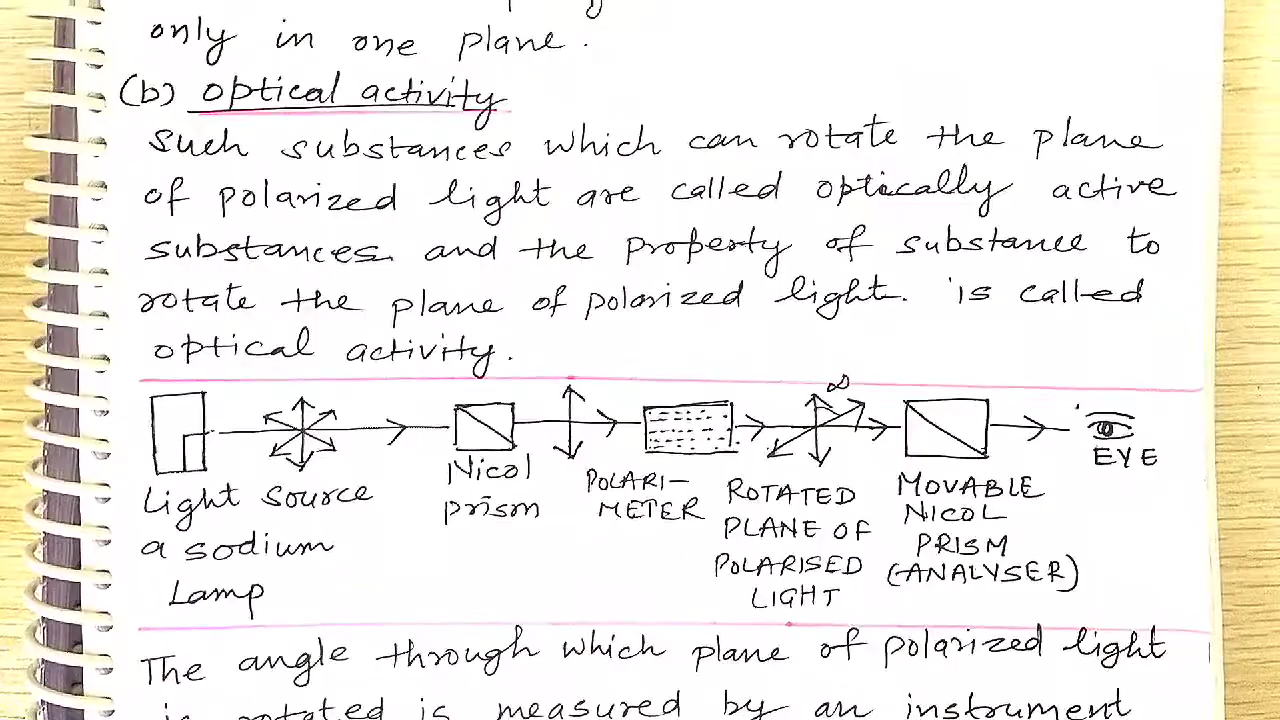 only in one plane.
(b) optical activity
Such substances which can rotate the plane
of polarized light are called optically active
substances and the property of substance to
rotate the plane of polarized light. is called
optical activity.
∞
Light source
a sodium
Lamp
Nicol
prism
POLARI-
METER
ROTATED
PLANE OF
POLARISED
LIGHT
MOVABLE
NICOL
PRISM
(ANALYSER)
EYE
The angle through which plane of polarized light
is rotated is measured by an instrument